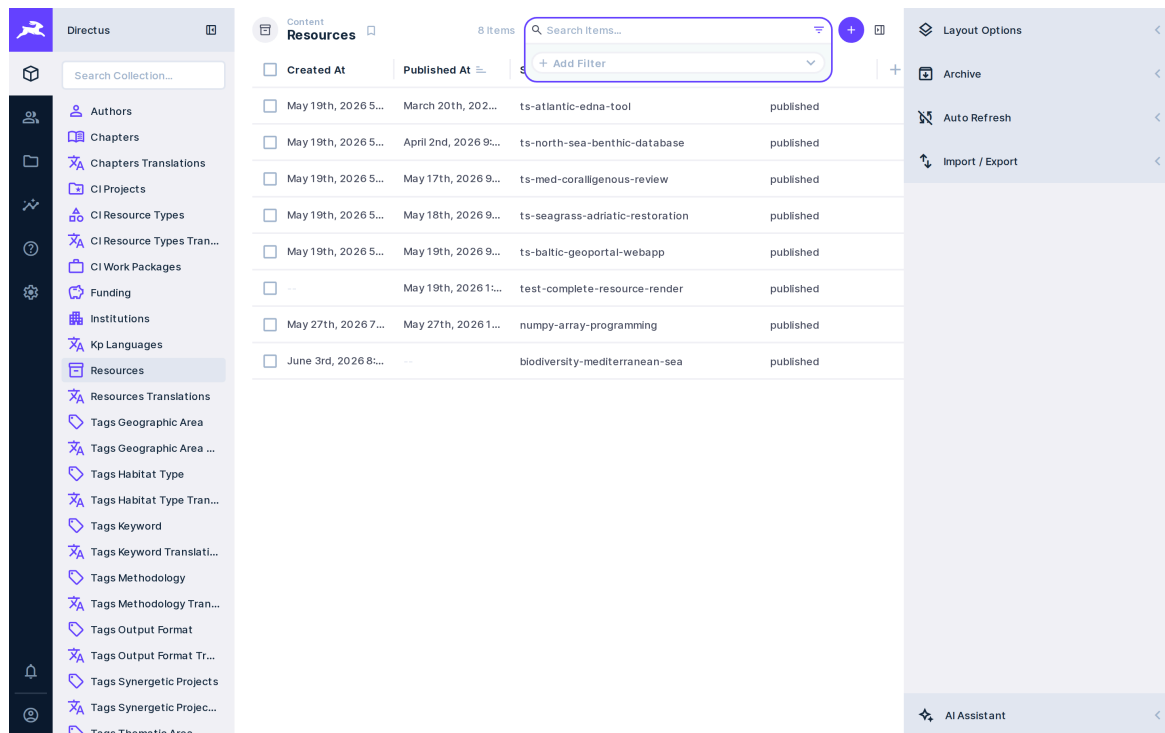 Directus
Search Collection...
Authors
Chapters
Chapters Translations
CI Projects
CI Resource Types
CI Resource Types Tran...
CI Work Packages
Funding
Institutions
Kp Languages
Resources
Resources Translations
Tags Geographic Area
Tags Geographic Area ...
Tags Habitat Type
Tags Habitat Type Tran...
Tags Keyword
Tags Keyword Translati...
Tags Methodology
Tags Methodology Tran...
Tags Output Format
Tags Output Format Tr...
Tags Synergetic Projects
Tags Synergetic Projec...
Tags Thematic Area
Content
Resources
8 Items
Search Items...
Add Filter
Created At Published At S
May 19th, 2026 5... March 20th, 202... ts-atlantic-edna-tool published
May 19th, 2026 5... April 2nd, 2026 9:... ts-north-sea-benthic-database published
May 19th, 2026 5... May 17th, 2026 9... ts-med-coralligenous-review published
May 19th, 2026 5... May 18th, 2026 9... ts-seagrass-adriatic-restoration published
May 19th, 2026 5... May 19th, 2026 9... ts-baltic-geoportal-webapp published
-- May 19th, 2026 1:... test-complete-resource-render published
May 27th, 2026 7... May 27th, 2026 1... numpy-array-programming published
June 3rd, 2026 8:... -- biodiversity-mediterranean-sea published
Layout Options
Archive
Auto Refresh
Import / Export
AI Assistant